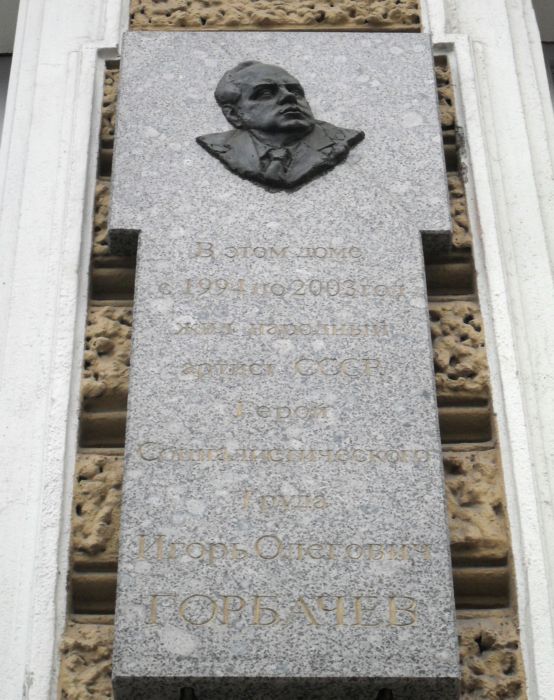 В этом доме
с 1994 по 2003 год
жил народный
артист СССР,
Герой
Социалистического
Труда
Игорь Олегович
ГОРБАЧЕВ